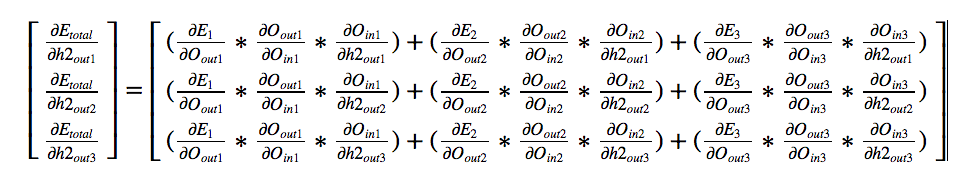 ∂E_total/∂h2_out1 = (∂E_1/∂O_out1 * ∂O_out1/∂O_in1 * ∂O_in1/∂h2_out1) + (∂E_2/∂O_out2 * ∂O_out2/∂O_in2 * ∂O_in2/∂h2_out1) + (∂E_3/∂O_out3 * ∂O_out3/∂O_in3 * ∂O_in3/∂h2_out1)
∂E_total/∂h2_out2 = (∂E_1/∂O_out1 * ∂O_out1/∂O_in1 * ∂O_in1/∂h2_out2) + (∂E_2/∂O_out2 * ∂O_out2/∂O_in2 * ∂O_in2/∂h2_out2) + (∂E_3/∂O_out3 * ∂O_out3/∂O_in3 * ∂O_in3/∂h2_out2)
∂E_total/∂h2_out3 = (∂E_1/∂O_out1 * ∂O_out1/∂O_in1 * ∂O_in1/∂h2_out3) + (∂E_2/∂O_out2 * ∂O_out2/∂O_in2 * ∂O_in2/∂h2_out3) + (∂E_3/∂O_out3 * ∂O_out3/∂O_in3 * ∂O_in3/∂h2_out3)